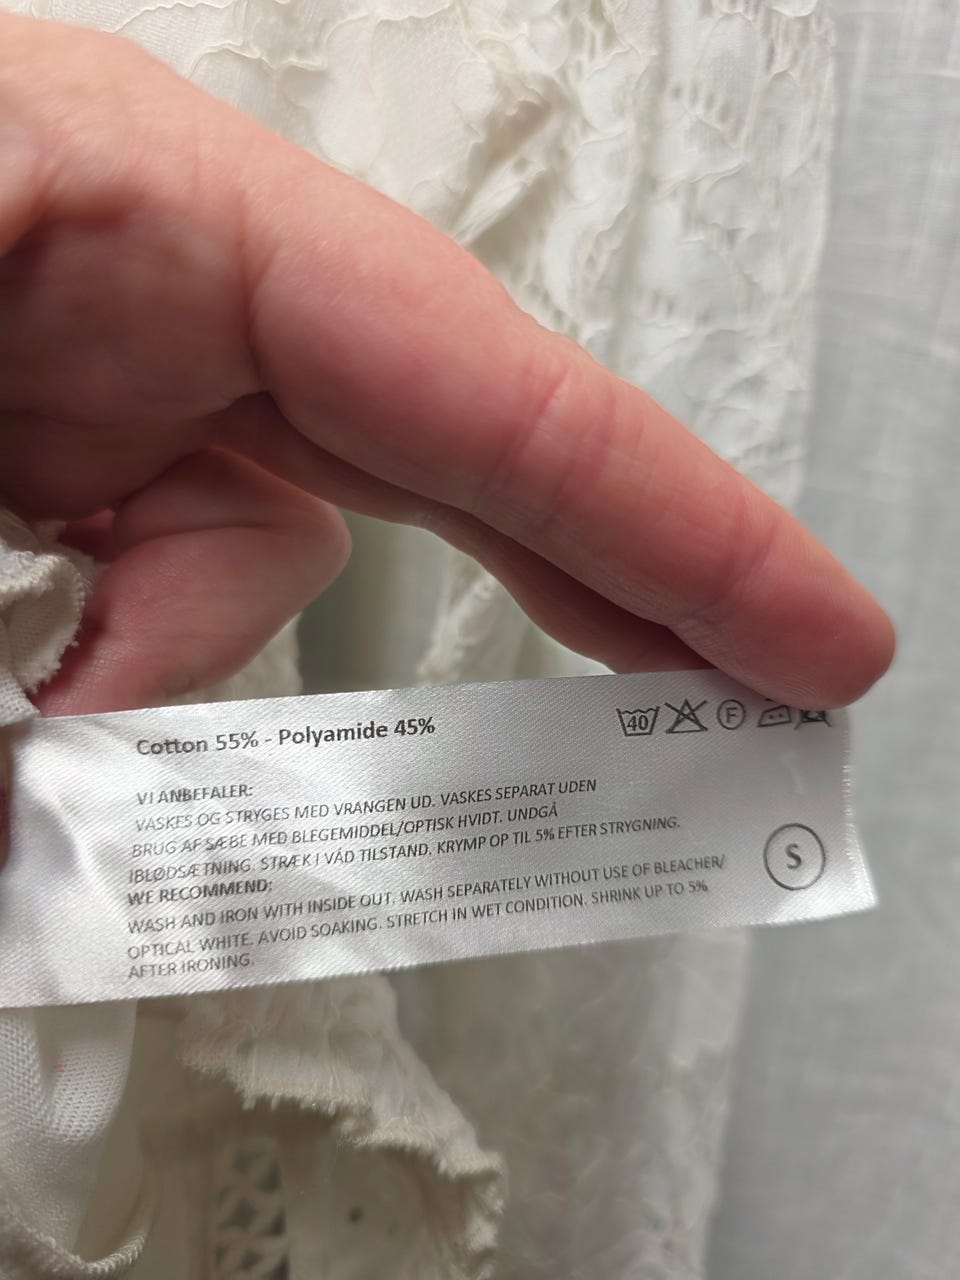 Cotton 55% - Polyamide 45%
40
F
VI ANBEFALER:
VASKES OG STRYGES MED VRANGEN UD. VASKES SEPARAT UDEN
BRUG AF SÆBE MED BLEGEMIDDEL/OPTISK HVIDT. UNDGÅ
IBLØDSÆTNING. STRÆK I VÅD TILSTAND. KRYMP OP TIL 5% EFTER STRYGNING.
WE RECOMMEND:
WASH AND IRON WITH INSIDE OUT. WASH SEPARATELY WITHOUT USE OF BLEACHER/
OPTICAL WHITE. AVOID SOAKING. STRETCH IN WET CONDITION. SHRINK UP TO 5%
AFTER IRONING.
S